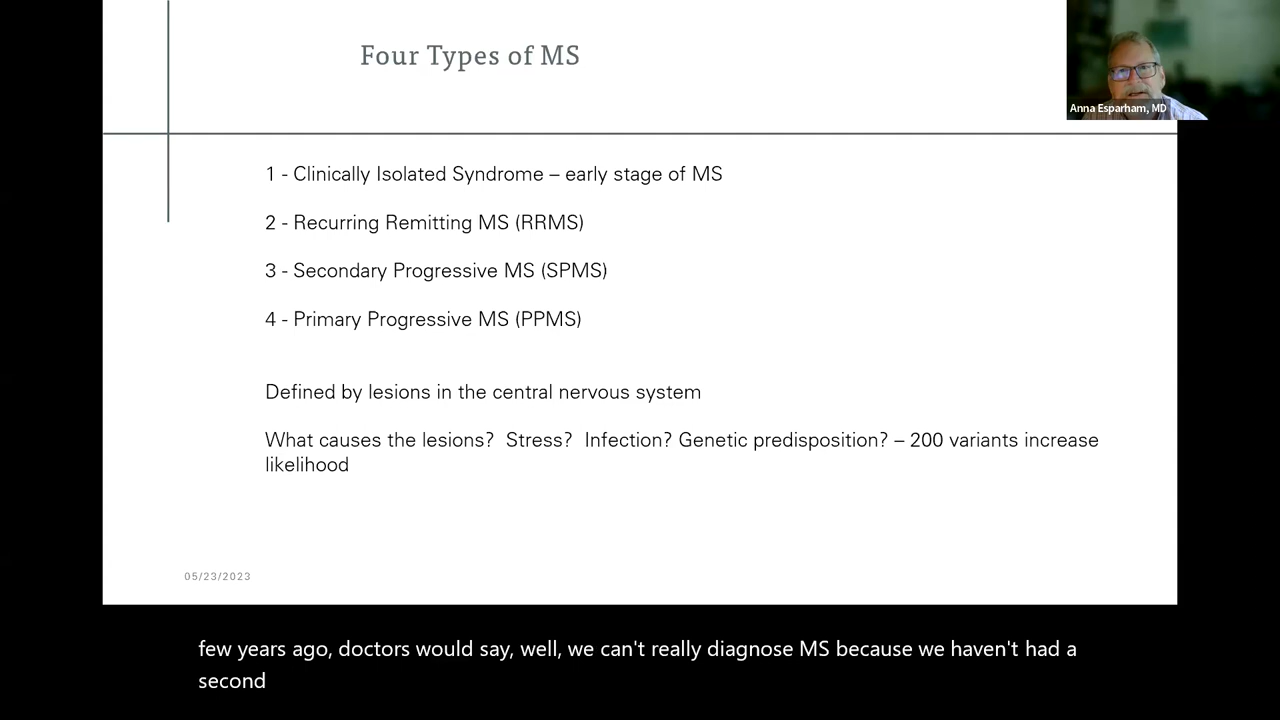 Four Types of MS
Anna Esparham, MD
1 - Clinically Isolated Syndrome – early stage of MS
2 - Recurring Remitting MS (RRMS)
3 - Secondary Progressive MS (SPMS)
4 - Primary Progressive MS (PPMS)
Defined by lesions in the central nervous system
What causes the lesions?  Stress?  Infection? Genetic predisposition? – 200 variants increase
likelihood
05/23/2023
few years ago, doctors would say, well, we can't really diagnose MS because we haven't had a
second